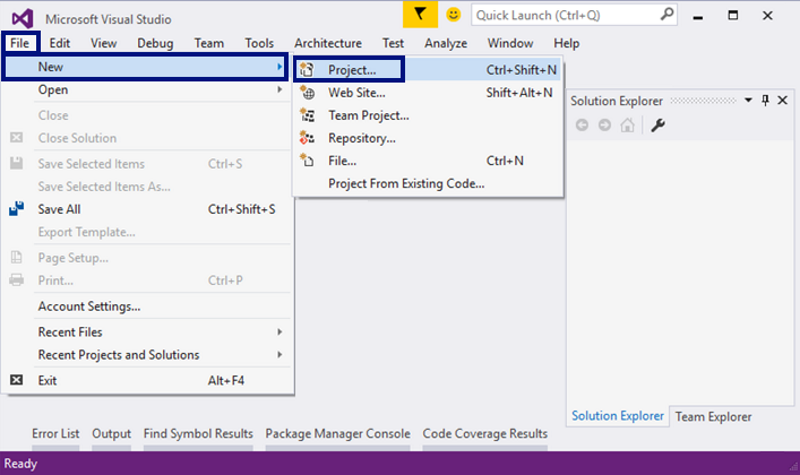 Microsoft Visual Studio
Quick Launch (Ctrl+Q)
File Edit View Debug Team Tools Architecture Test Analyze Window Help
New
Open
Close
Close Solution
Save Selected Items Ctrl+S
Save Selected Items As...
Save All Ctrl+Shift+S
Export Template...
Page Setup...
Print... Ctrl+P
Account Settings...
Recent Files
Recent Projects and Solutions
Exit Alt+F4
Project... Ctrl+Shift+N
Web Site... Shift+Alt+N
Team Project...
Repository...
File... Ctrl+N
Project From Existing Code...
Solution Explorer
Solution Explorer Team Explorer
Error List Output Find Symbol Results Package Manager Console Code Coverage Results
Ready